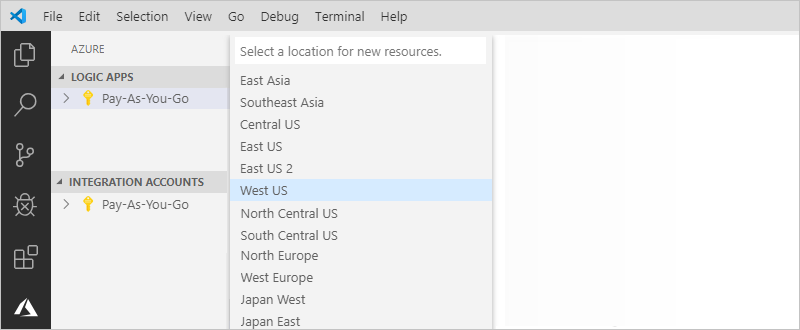 File Edit Selection View Go Debug Terminal Help
AZURE
LOGIC APPS
Pay-As-You-Go
INTEGRATION ACCOUNTS
Pay-As-You-Go
Select a location for new resources.
East Asia
Southeast Asia
Central US
East US
East US 2
West US
North Central US
South Central US
North Europe
West Europe
Japan West
Japan East